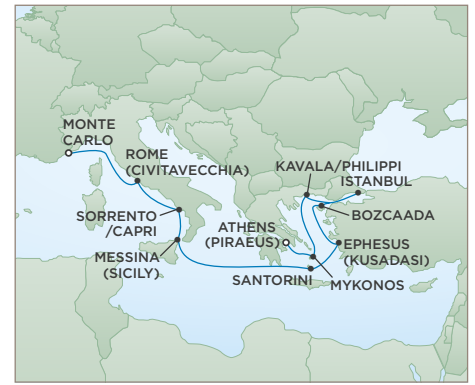 MONTE
CARLO
ROME
(CIVITAVECCHIA)
KAVALA/PHILIPPI
ISTANBUL
SORRENTO
/CAPRI
ATHENS
(PIRAEUS)
BOZCAADA
MESSINA
(SICILY)
EPHESUS
(KUSADASI)
SANTORINI
MYKONOS